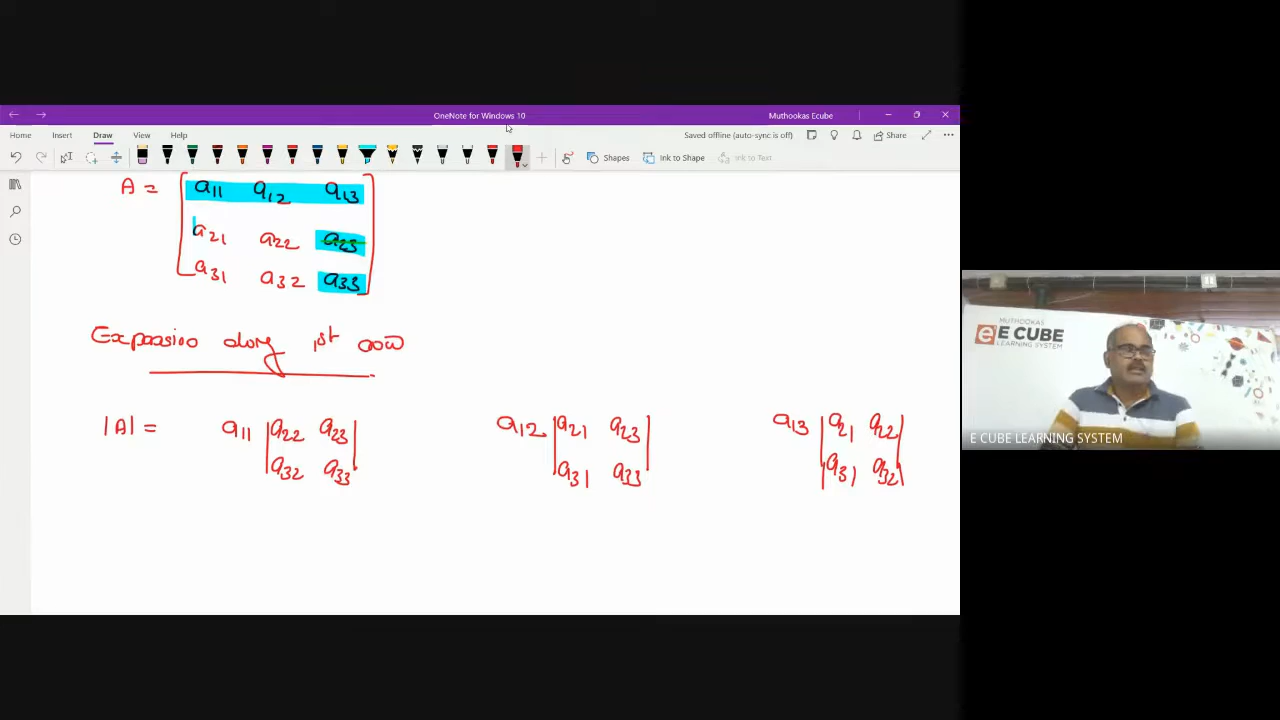 OneNote for Windows 10
Muthookas Ecube
Home Insert Draw View Help
Saved offline (auto-sync is off) Share
Shapes Ink to Shape Ink to Text
A = a11 a12 a13
a21 a22 a23
a31 a32 a33
Expansion along 1st row
|A| = a11 |a22 a23| a12 |a21 a23| a13 |a21 a22|
|a32 a33| |a31 a33| |a31 a32|
MUTHOOKAS
e E CUBE
LEARNING SYSTEM
E CUBE LEARNING SYSTEM